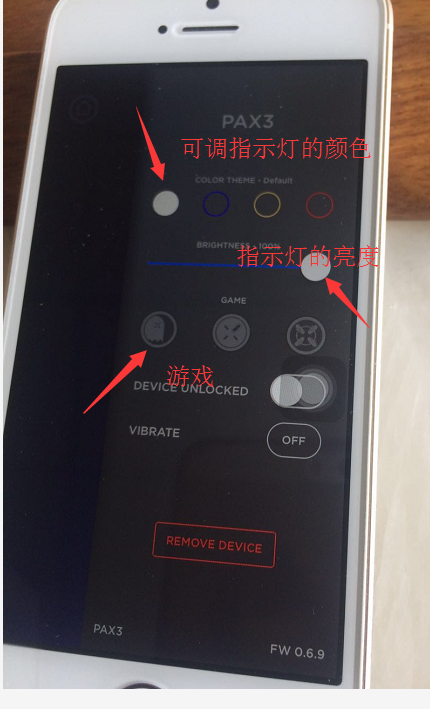 PAX3
可调指示灯的颜色
COLOR THEME - Default
BRIGHTNESS - 100%
指示灯的亮度
GAME
游戏
DEVICE UNLOCKED
VIBRATE
OFF
REMOVE DEVICE
PAX3
FW 0.6.9